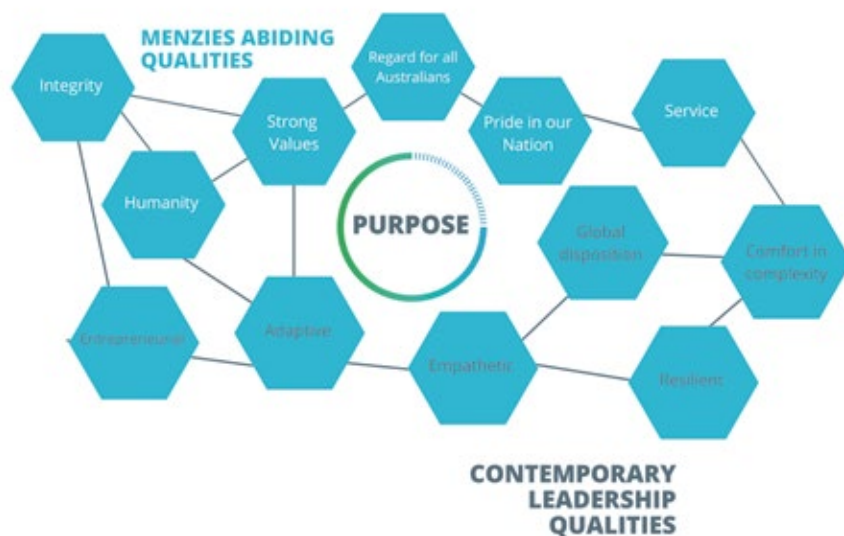 MENZIES ABIDING
QUALITIES
Integrity
Strong
Values
Regard for all
Australians
Pride in our
Nation
Service
Humanity
PURPOSE
Global
disposition
Comfort in
complexity
Entrepreneurial
Adaptive
Empathetic
Resilient
CONTEMPORARY
LEADERSHIP
QUALITIES